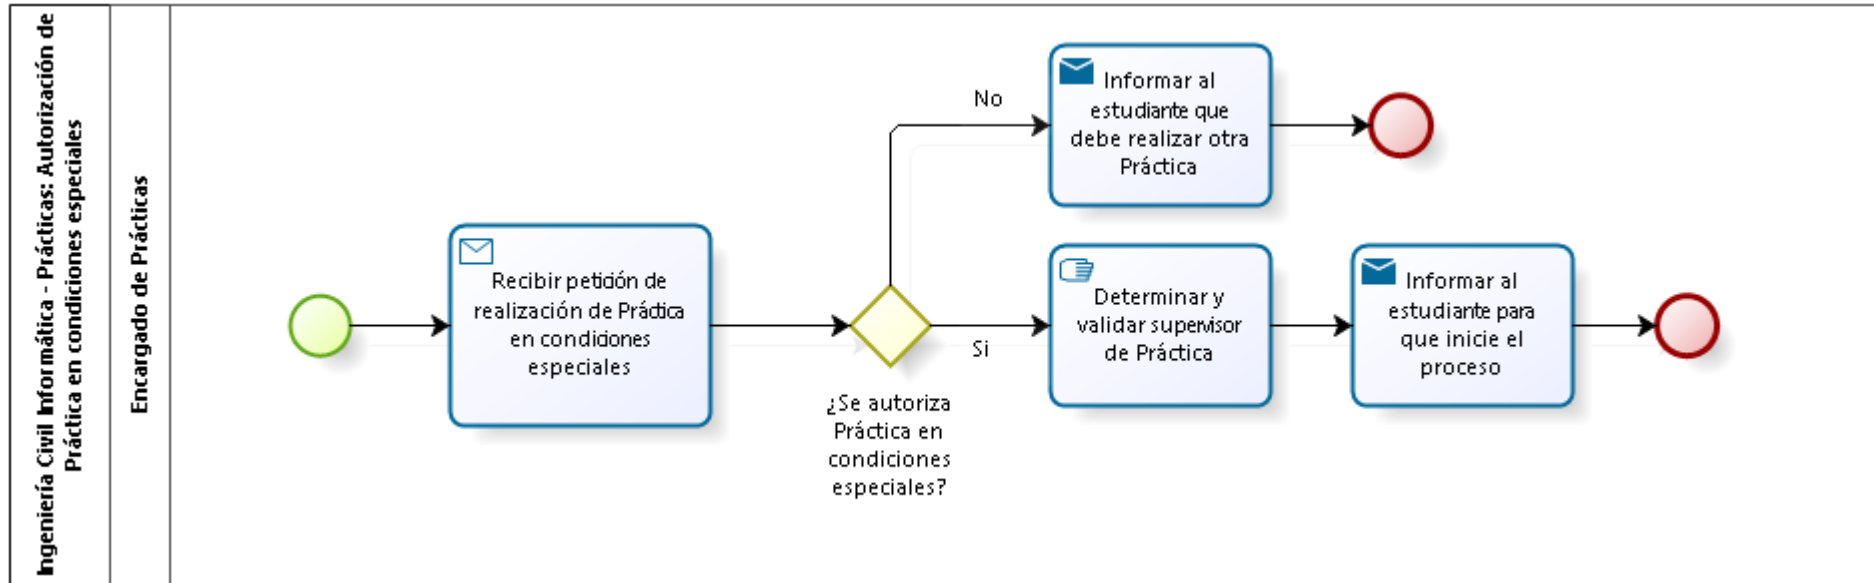 Ingeniería Civil Informática - Prácticas: Autorización de
Práctica en condiciones especiales
Encargado de Prácticas
Recibir petición de
realización de Práctica
en condiciones
especiales
¿Se autoriza
Práctica en
condiciones
especiales?
No
Informar al
estudiante que
debe realizar otra
Práctica
Si
Determinar y
validar supervisor
de Práctica
Informar al
estudiante para
que inicie el
proceso